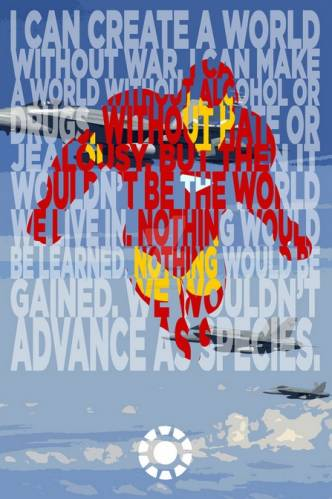 I CAN CREATE A WORLD
WITHOUT WAR. I CAN MAKE
A WORLD WITHOUT ALCOHOL OR
DRUGS. WITHOUT HATE OR
JEALOUSY. BUT THEN IT
WOULDN'T BE THE WORLD
WE LIVE IN. NOTHING WOULD
BE LEARNED. NOTHING WOULD BE
GAINED. WE WOULDN'T
ADVANCE AS SPECIES.